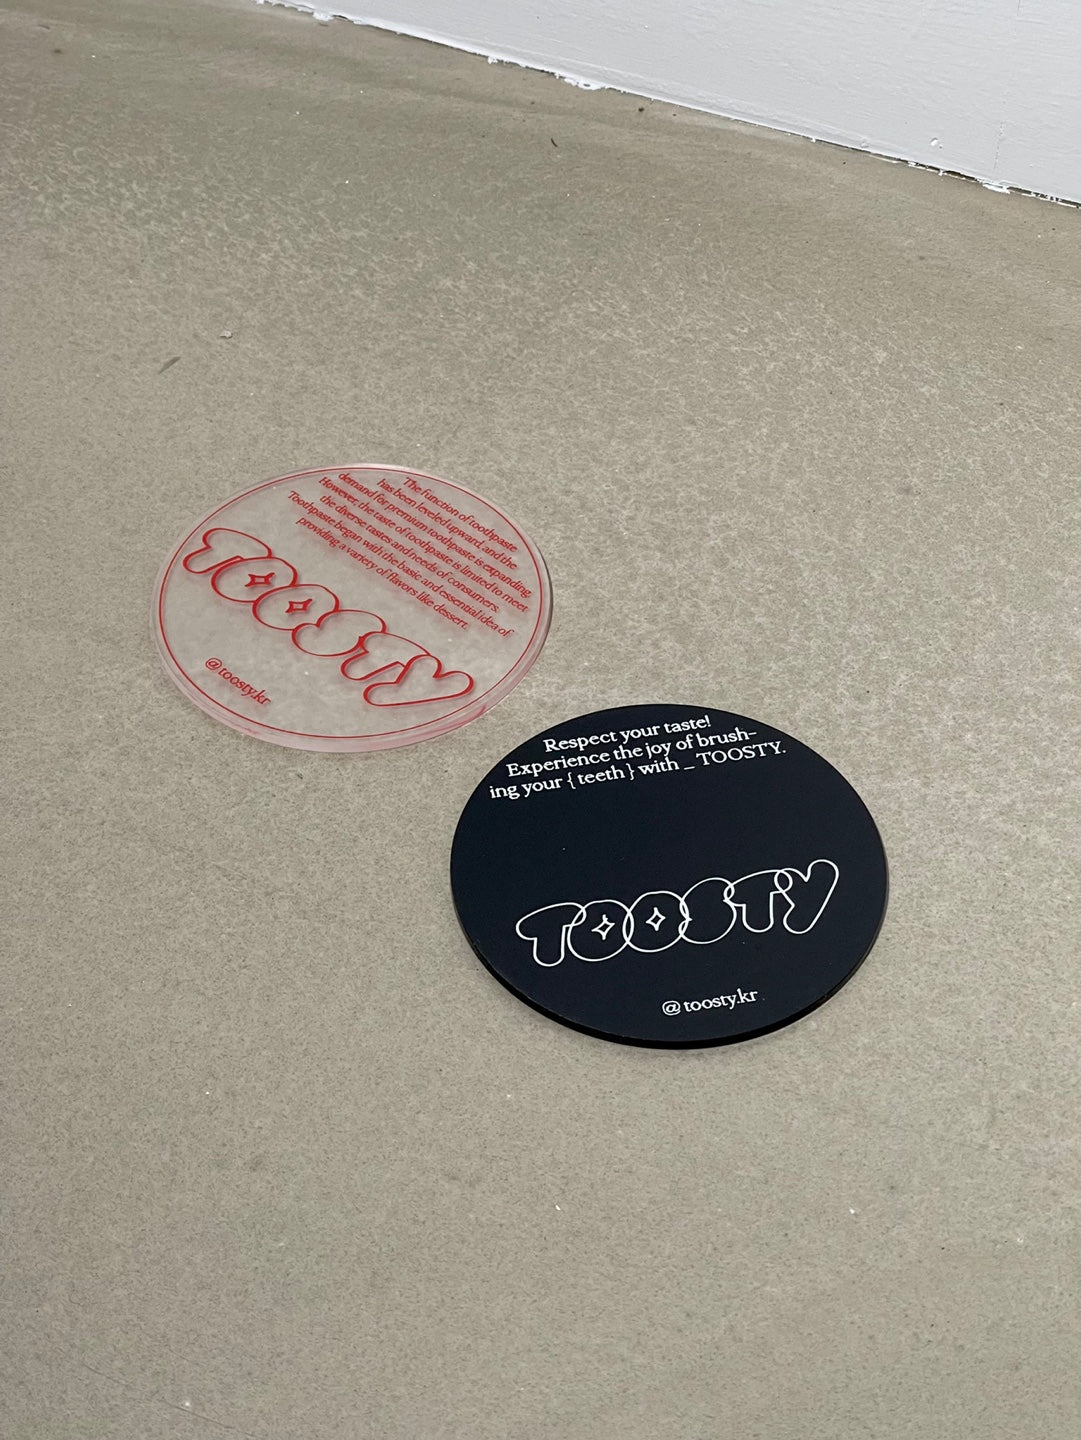 The function of toothpaste
has been leveled upward, and the
demand for premium toothpaste is expanding.
However, the taste of toothpaste is limited to meet
the diverse tastes and needs of consumers.
Toothpaste began with the basic and essential idea of
providing a variety of flavors like dessert.
TOOSTY
@toosty.kr
Respect your taste!
Experience the joy of brush-
ing your { teeth } with _ TOOSTY.
TOOSTY
@toosty.kr